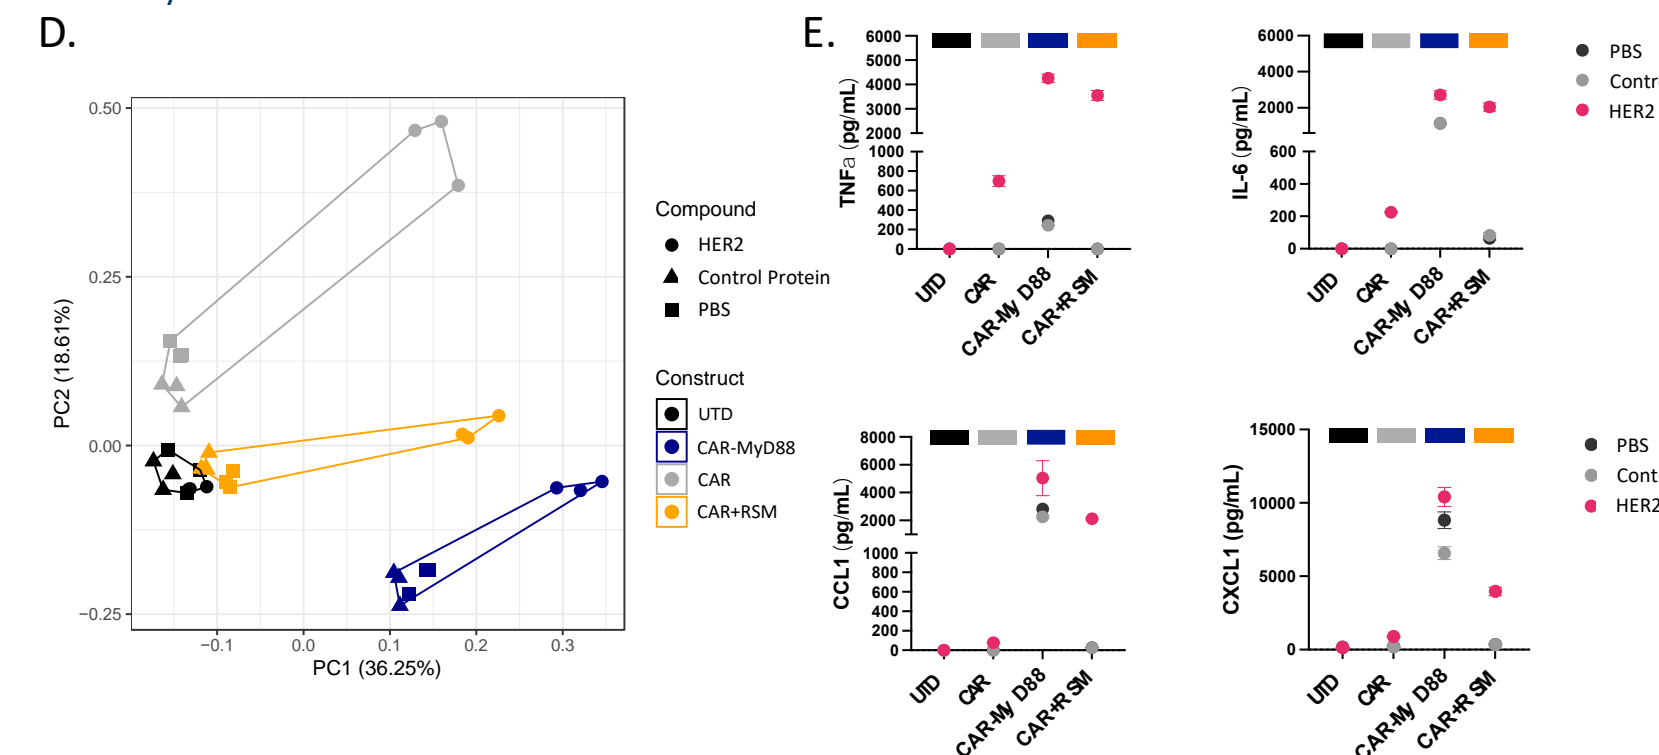 D.
0.50
0.25
0.00
−0.25
−0.1
0.0
0.1
0.2
0.3
PC1 (36.25%)
PC2 (18.61%)
Compound
HER2
Control Protein
PBS
Construct
UTD
CAR-MyD88
CAR
CAR+RSM
E.
6000
5000
4000
3000
2000
1000
800
600
400
200
0
TNFa (pg/mL)
UTD
CAR
CAR-My D88
CAR+R SM
6000
4000
2000
600
400
200
0
IL-6 (pg/mL)
UTD
CAR
CAR-My D88
CAR+R SM
PBS
Contro
HER2
8000
6000
4000
2000
1000
800
600
400
200
0
CCL1 (pg/mL)
UTD
CAR
CAR-My D88
CAR+R SM
15000
10000
5000
0
CXCL1 (pg/mL)
UTD
CAR
CAR-My D88
CAR+R SM
PBS
Cont
HER2